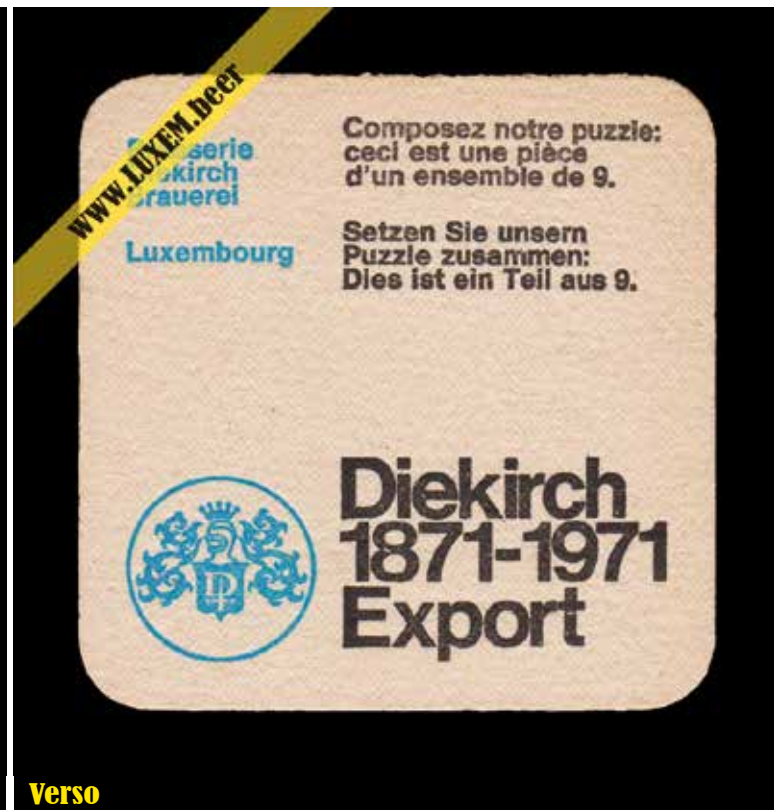 www.LUXEM.beer
serie
kirch
rauerei
Luxembourg
Composez notre puzzle:
ceci est une pièce
d'un ensemble de 9.
Setzen Sie unsern
Puzzle zusammen:
Dies ist ein Teil aus 9.
Diekirch
1871-1971
Export
D
Verso